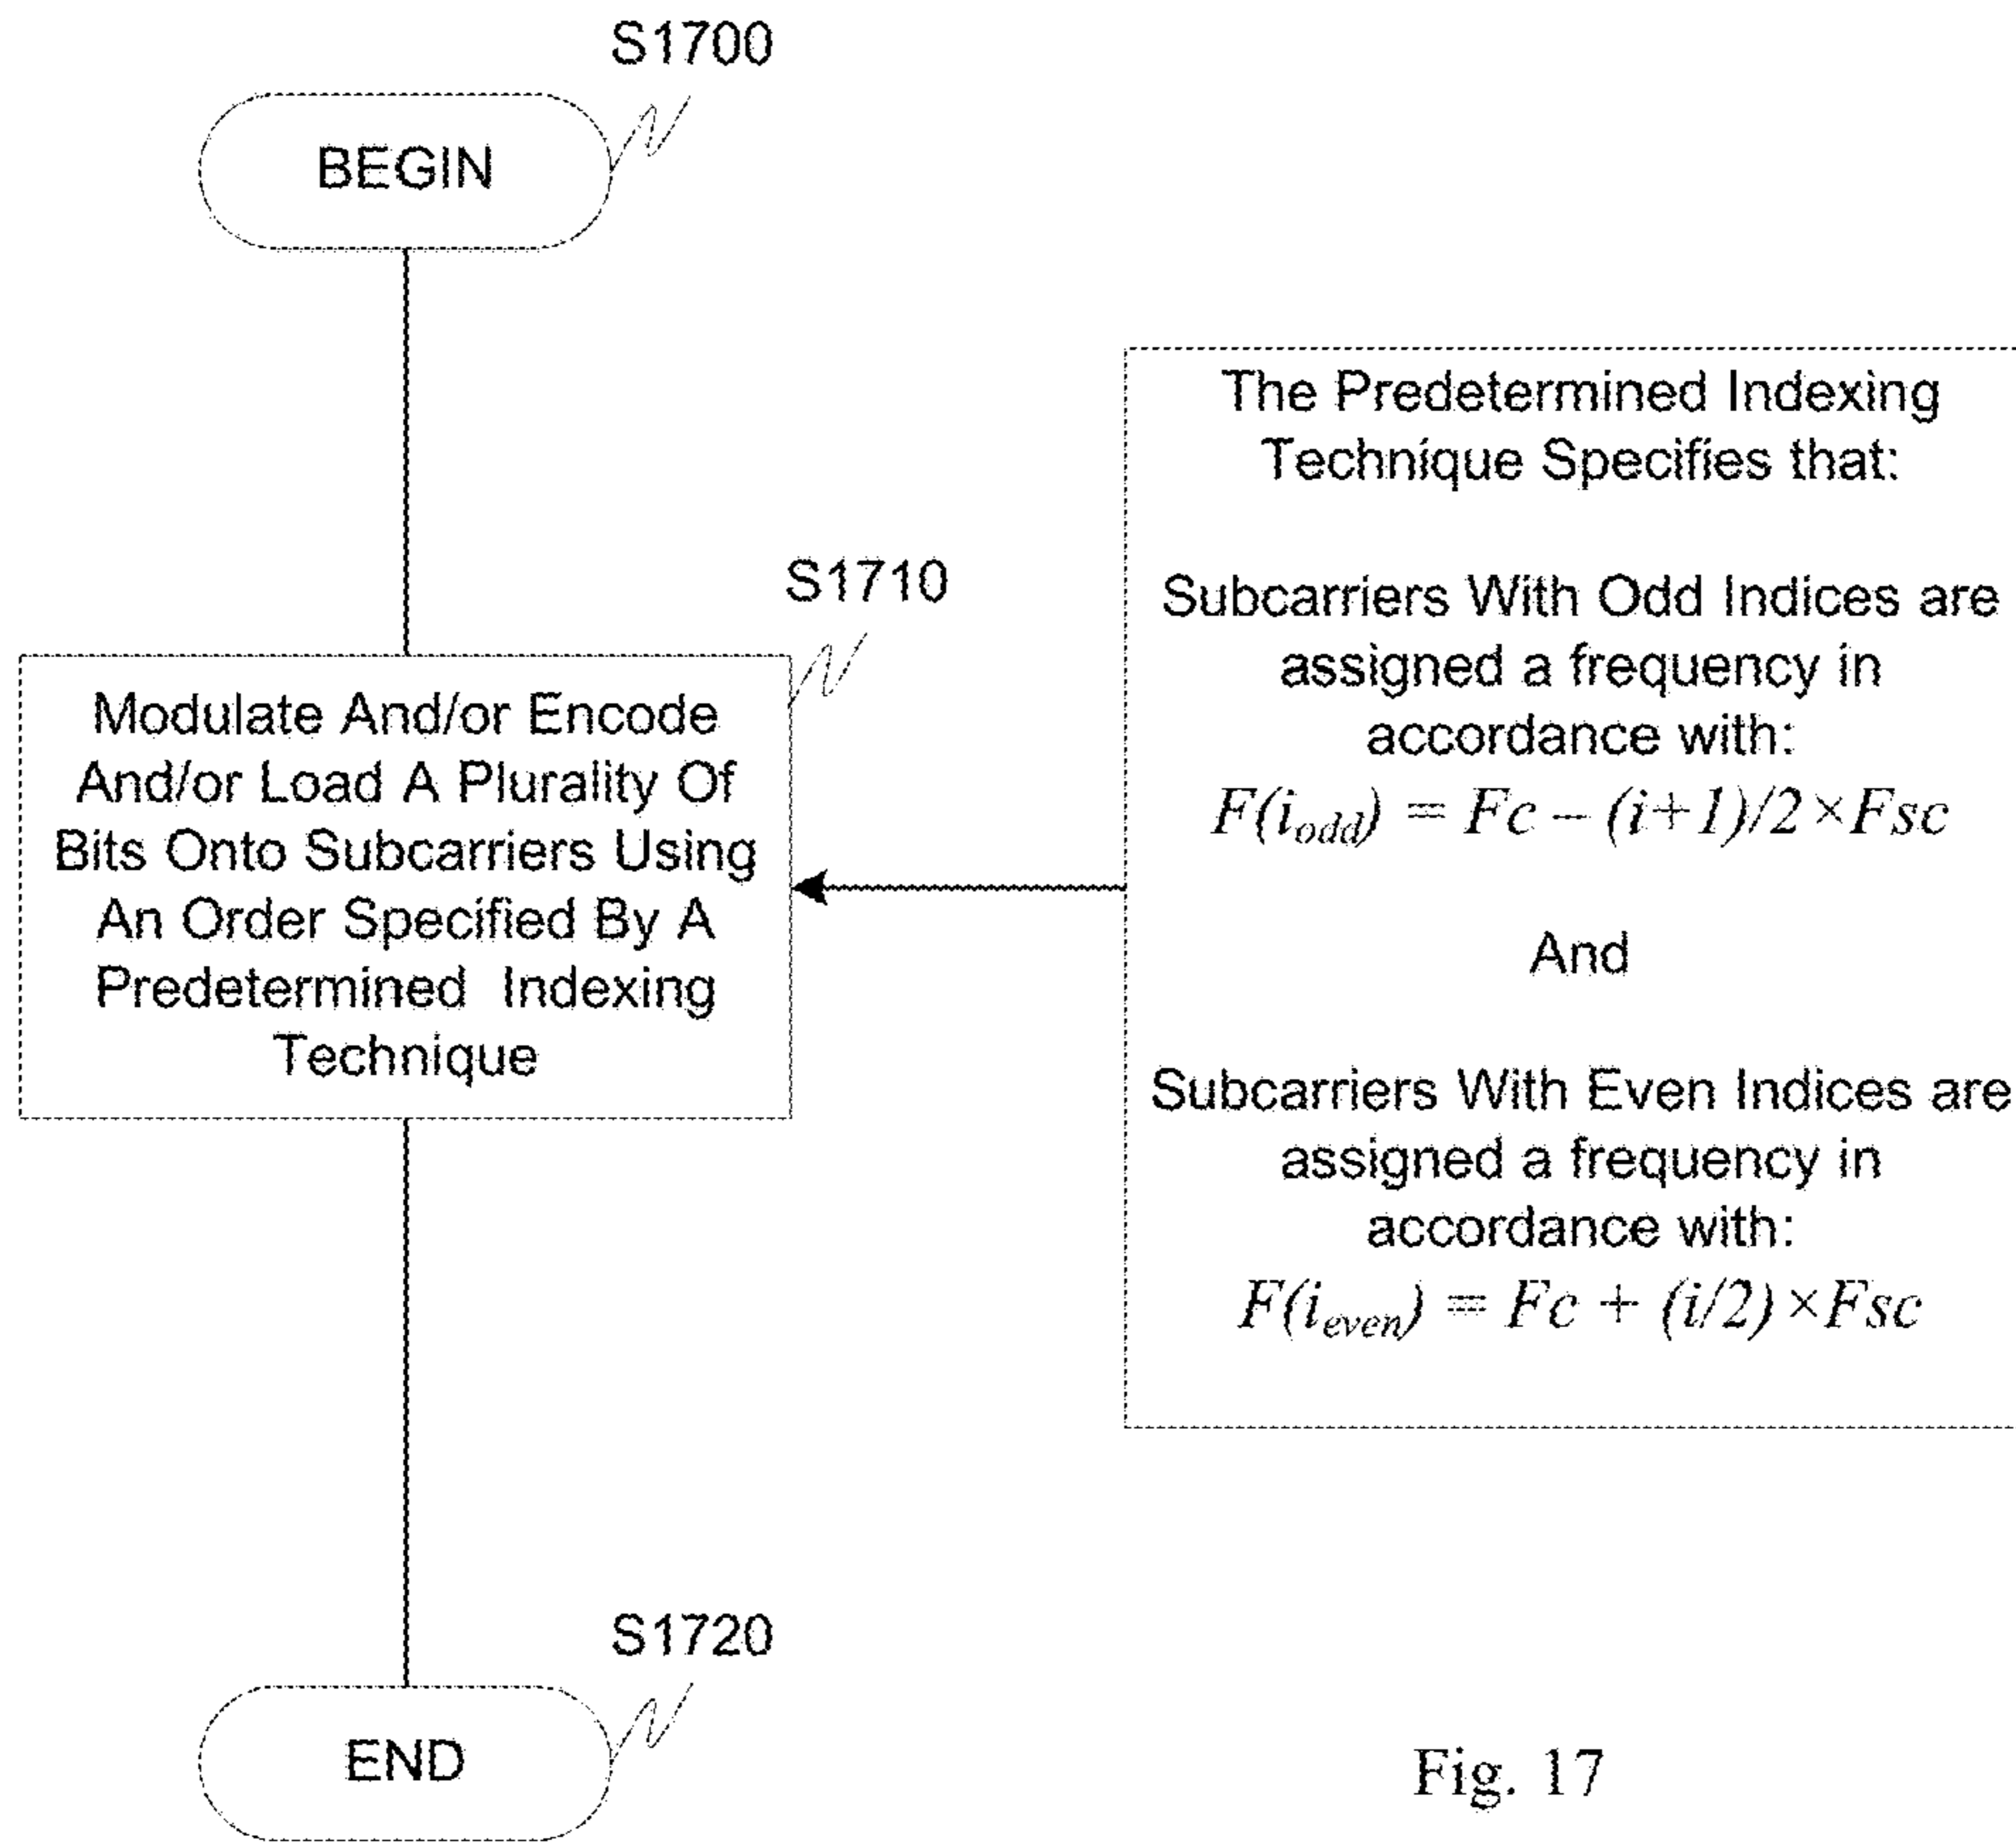 S1700
BEGIN
S1710
Modulate And/or Encode
And/or Load A Plurality Of
Bits Onto Subcarriers Using
An Order Specified By A
Predetermined Indexing
Technique
The Predetermined Indexing
Technique Specifies that:
Subcarriers With Odd Indices are
assigned a frequency in
accordance with:
F(i_odd) = Fc – (i+1)/2×Fsc
And
Subcarriers With Even Indices are
assigned a frequency in
accordance with:
F(i_even) = Fc + (i/2)×Fsc
S1720
END
Fig. 17